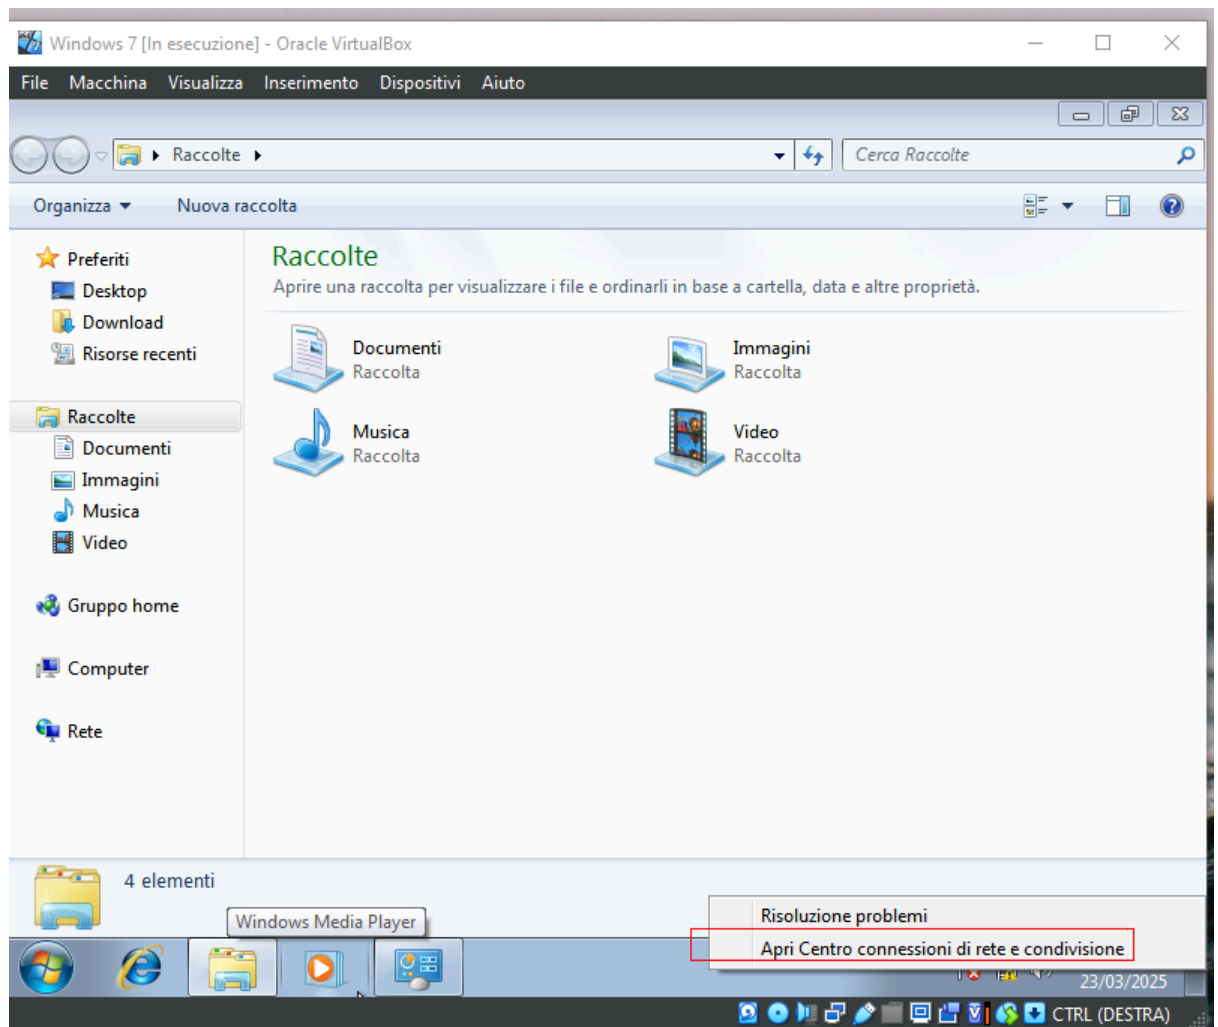 Windows 7 [In esecuzione] - Oracle VirtualBox
File Macchina Visualizza Inserimento Dispositivi Aiuto
Raccolte
Cerca Raccolte
Organizza Nuova raccolta
Preferiti
Desktop
Download
Risorse recenti
Raccolte
Documenti
Immagini
Musica
Video
Gruppo home
Computer
Rete
Raccolte
Aprire una raccolta per visualizzare i file e ordinarli in base a cartella, data e altre proprietà.
Documenti
Raccolta
Immagini
Raccolta
Musica
Raccolta
Video
Raccolta
4 elementi
Windows Media Player
Risoluzione problemi
Apri Centro connessioni di rete e condivisione
23/03/2025
CTRL (DESTRA)